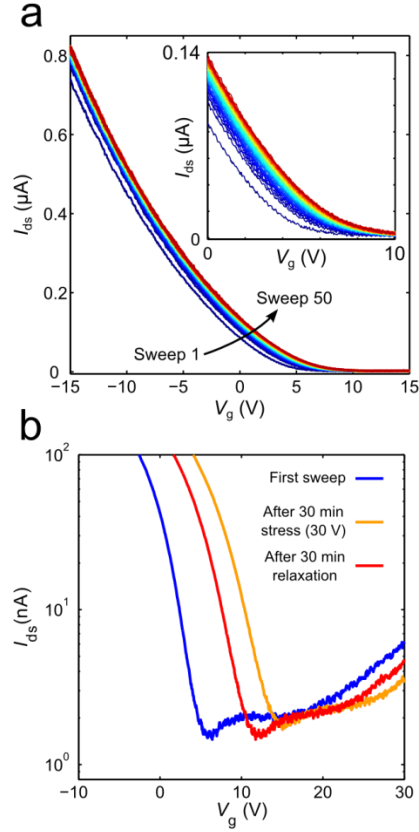 a
0.8
0.6
0.4
0.2
0
I_ds (μA)
−15
−10
−5
0
5
10
15
V_g (V)
0.14
0
I_ds (μA)
0
10
V_g (V)
Sweep 50
Sweep 1
b
10^2
10^1
10^0
I_ds(nA)
First sweep
After 30 min
stress (30 V)
After 30 min
relaxation
−10
0
10
20
30
V_g (V)